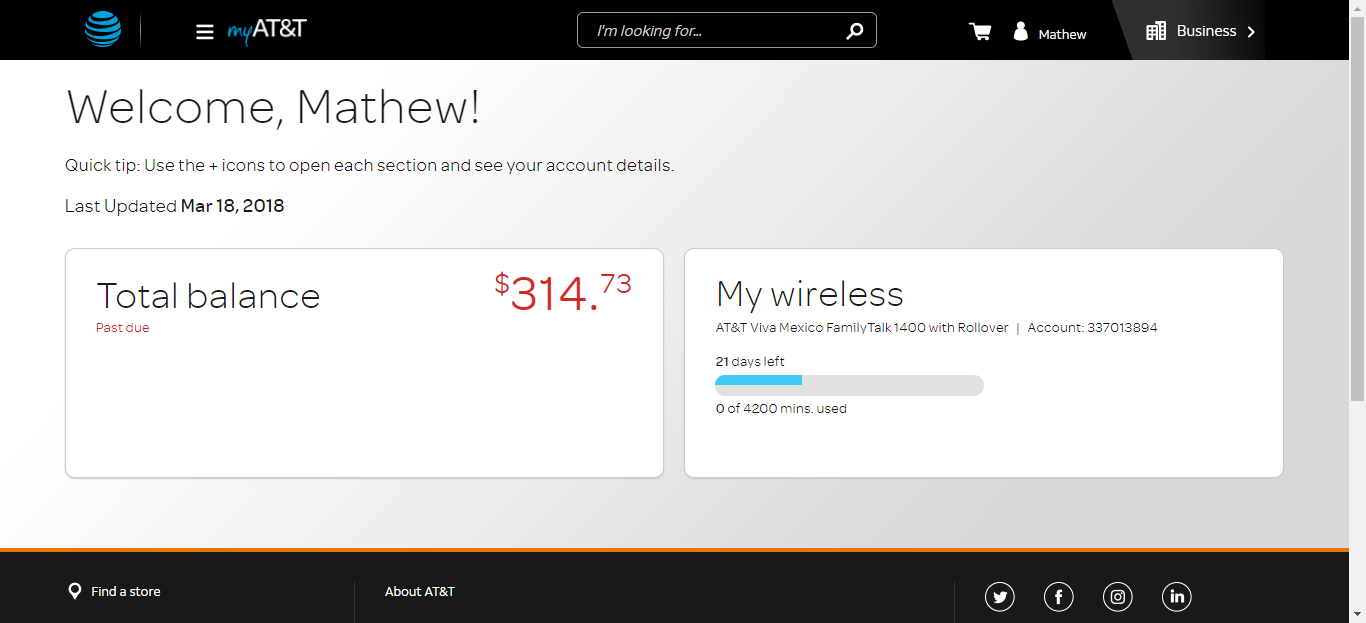 myAT&T
I'm looking for...
Mathew
Business
Welcome, Mathew!
Quick tip: Use the + icons to open each section and see your account details.
Last Updated Mar 18, 2018
Total balance
$314.73
Past due
My wireless
AT&T Viva Mexico FamilyTalk 1400 with Rollover | Account: 337013894
21 days left
0 of 4200 mins. used
Find a store
About AT&T